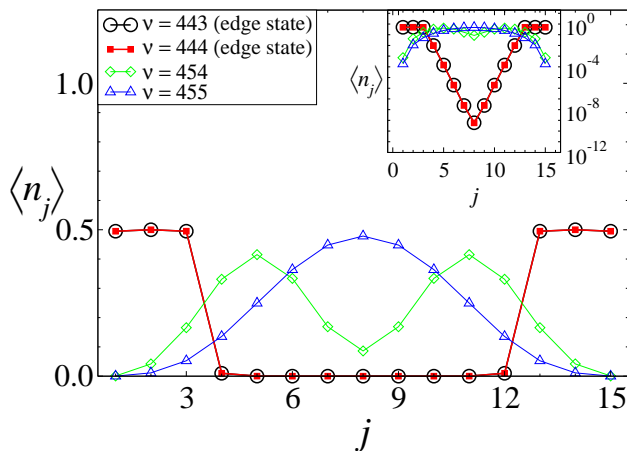 ν = 443 (edge state)
ν = 444 (edge state)
ν = 454
ν = 455
1.0
0.5
0.0
⟨n_j⟩
3 6 9 12 15
j
⟨n_j⟩
10^0
10^-4
10^-8
10^-12
0 5 10 15
j